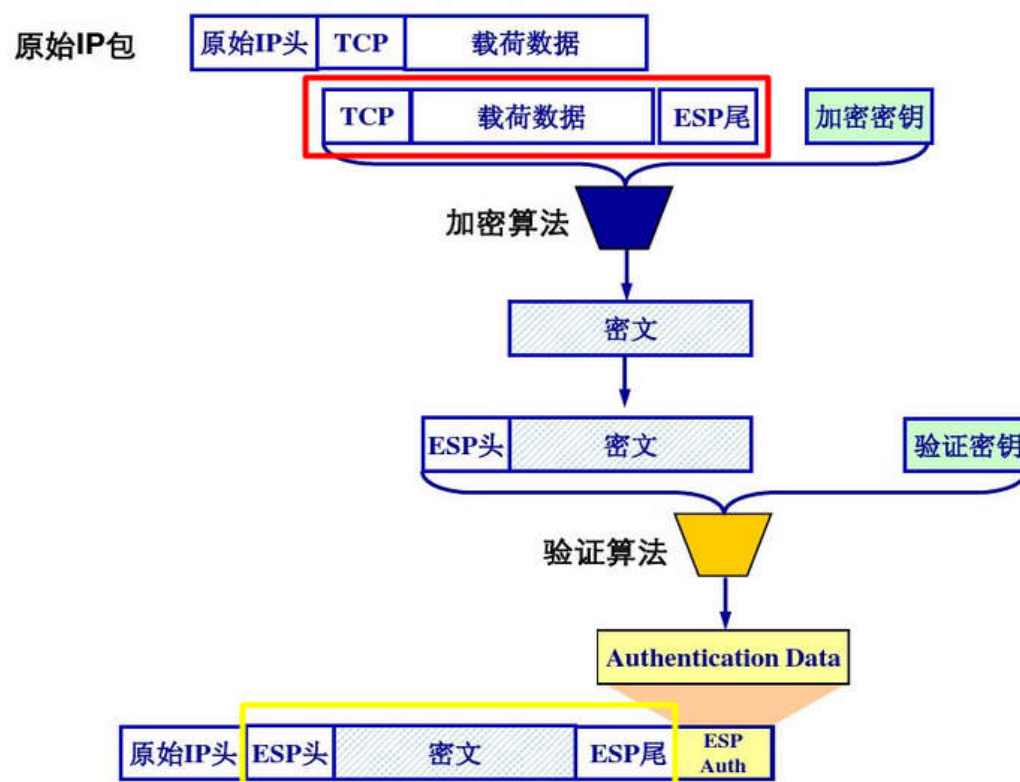 原始IP包 原始IP头 TCP 载荷数据
TCP 载荷数据 ESP尾 加密密钥
加密算法
密文
ESP头 密文 验证密钥
验证算法
Authentication Data
原始IP头 ESP头 密文 ESP尾 ESP
Auth